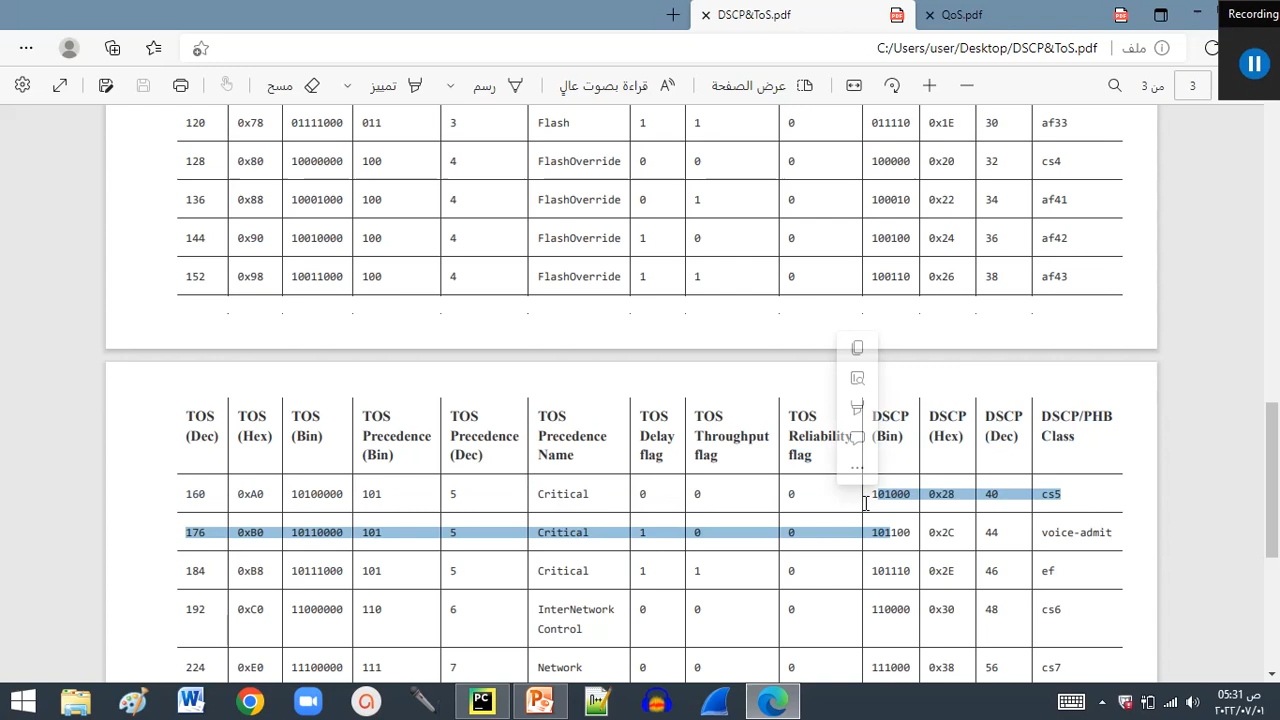 DSCP&ToS.pdf
QoS.pdf
Recording
C:/Users/user/Desktop/DSCP&ToS.pdf
ملف
مسح
تمييز
رسم
قراءة بصوت عالٍ
عرض الصفحة
3 من 3
120 0x78 01111000 011 3 Flash 1 1 0 011110 0x1E 30 af33
128 0x80 10000000 100 4 FlashOverride 0 0 0 100000 0x20 32 cs4
136 0x88 10001000 100 4 FlashOverride 0 1 0 100010 0x22 34 af41
144 0x90 10010000 100 4 FlashOverride 1 0 0 100100 0x24 36 af42
152 0x98 10011000 100 4 FlashOverride 1 1 0 100110 0x26 38 af43
TOS TOS TOS TOS TOS TOS TOS TOS TOS DSCP DSCP DSCP DSCP/PHB
(Dec) (Hex) (Bin) Precedence Precedence Precedence Delay Throughput Reliability (Bin) (Hex) (Dec) Class
(Bin) (Dec) Name flag flag flag
160 0xA0 10100000 101 5 Critical 0 0 0 101000 0x28 40 cs5
176 0xB0 10110000 101 5 Critical 1 0 0 101100 0x2C 44 voice-admit
184 0xB8 10111000 101 5 Critical 1 1 0 101110 0x2E 46 ef
192 0xC0 11000000 110 6 InterNetwork 0 0 0 110000 0x30 48 cs6
Control
224 0xE0 11100000 111 7 Network 0 0 0 111000 0x38 56 cs7
05:31 ص
٢٠٢٢/٠٧/٠١